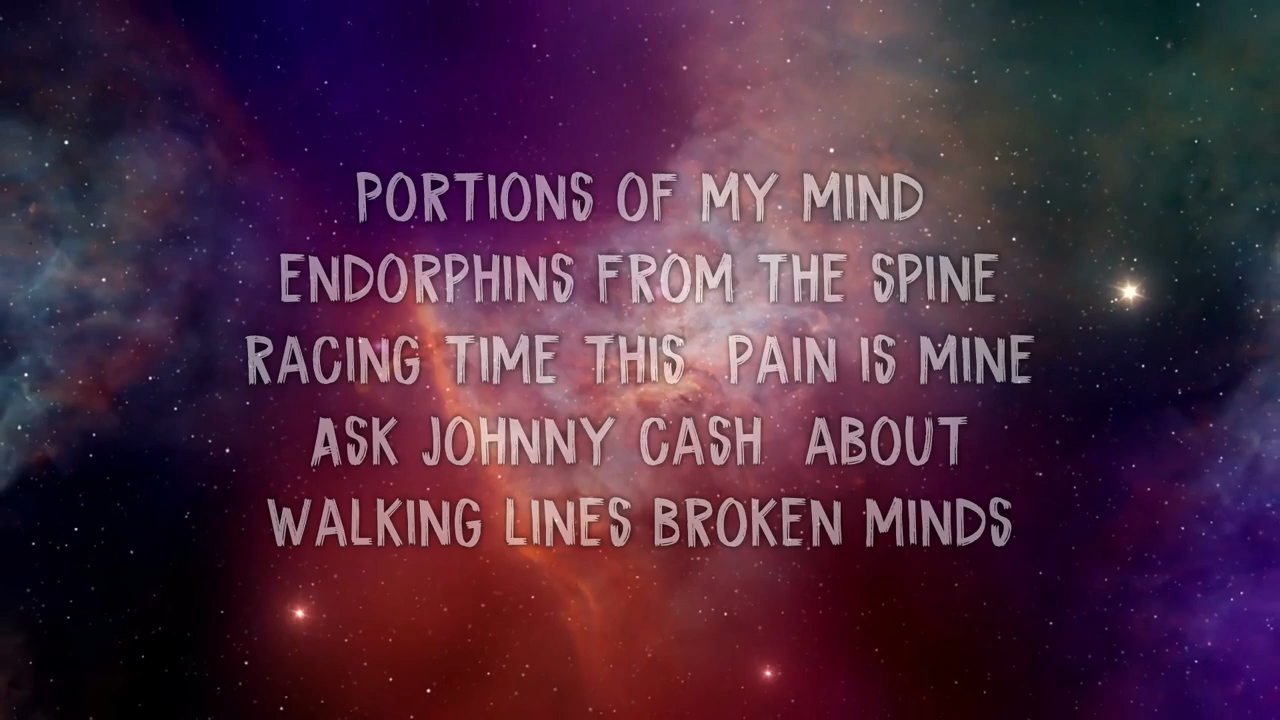 PORTIONS OF MY MIND
ENDORPHINS FROM THE SPINE
RACING TIME THIS  PAIN IS MINE
ASK JOHNNY CASH  ABOUT
WALKING LINES BROKEN MINDS